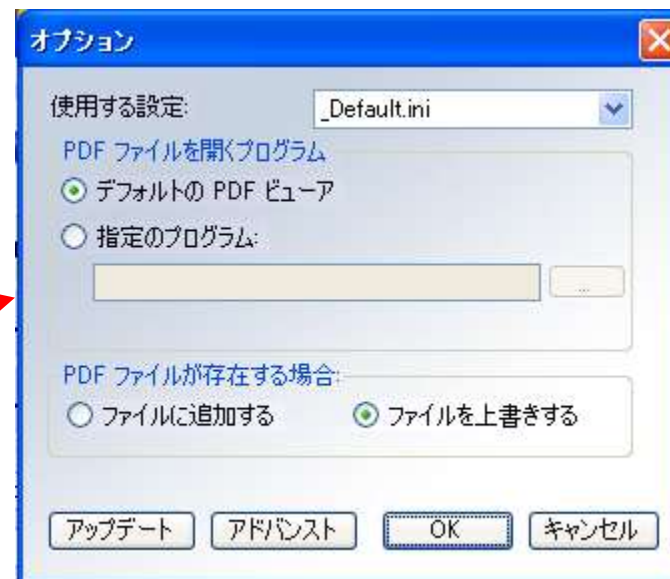 オプション
使用する設定: _Default.ini
PDF ファイルを開くプログラム
デフォルトの PDF ビューア
指定のプログラム:
...
PDF ファイルが存在する場合:
ファイルに追加する ファイルを上書きする
アップデート アドバンスト OK キャンセル